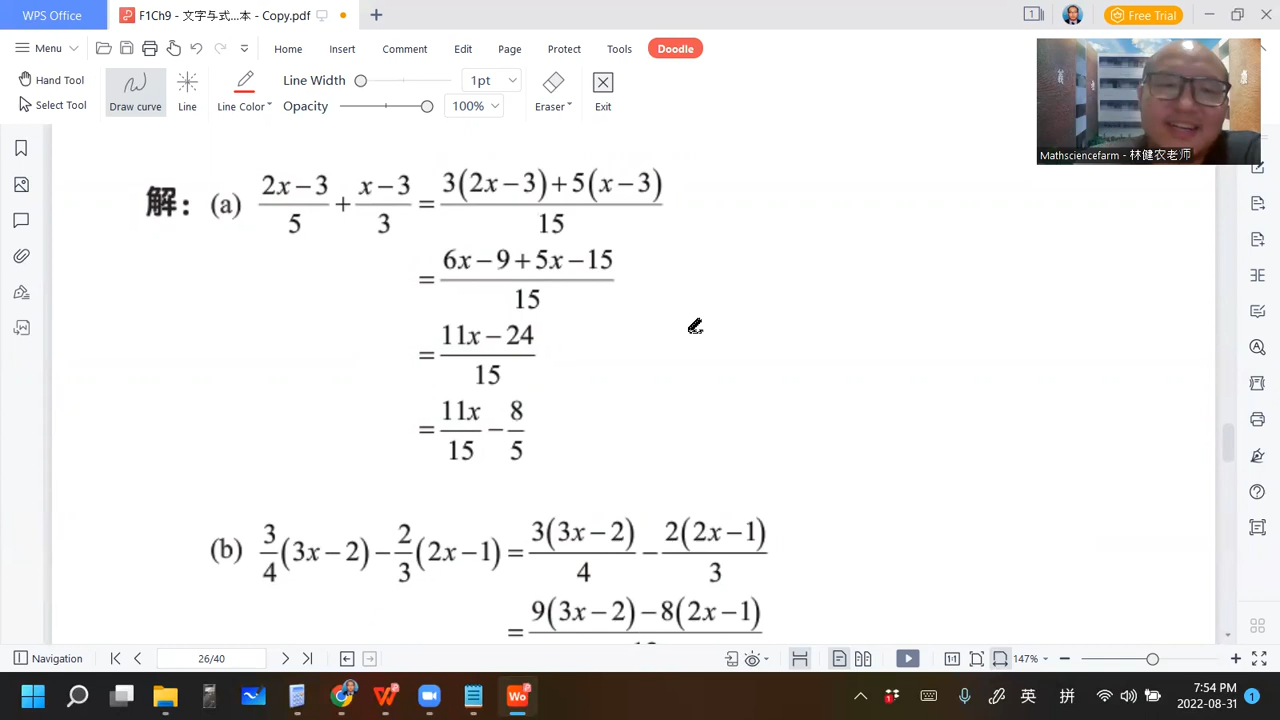 WPS Office F1Ch9 - 文字与式...本 - Copy.pdf 1 Free Trial
Menu Home Insert Comment Edit Page Protect Tools Doodle
Hand Tool Line Width 1pt
Select Tool Draw curve Line Line Color Opacity 100% Eraser Exit
Mathsciencefarm - 林健农老师
解: (a) (2x-3)/5 + (x-3)/3 = (3(2x-3)+5(x-3))/15
= (6x-9+5x-15)/15
= (11x-24)/15
= 11x/15 - 8/5
(b) 3/4(3x-2) - 2/3(2x-1) = 3(3x-2)/4 - 2(2x-1)/3
= 9(3x-2)-8(2x-1)
Navigation 26/40 1:1 147%
Wo 英 拼 7:54 PM
2022-08-31 1